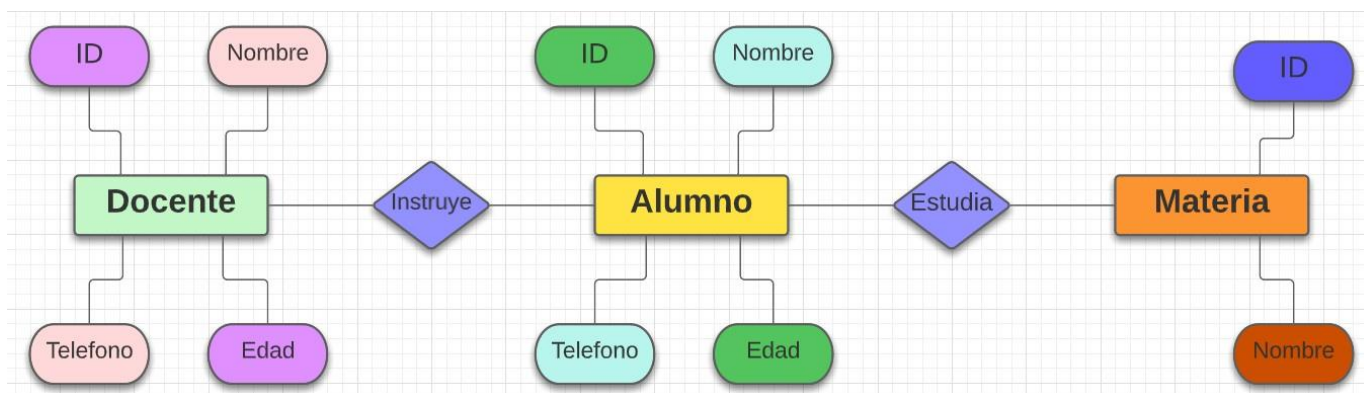 ID
Nombre
ID
Nombre
ID
Docente
Instruye
Alumno
Estudia
Materia
Telefono
Edad
Telefono
Edad
Nombre